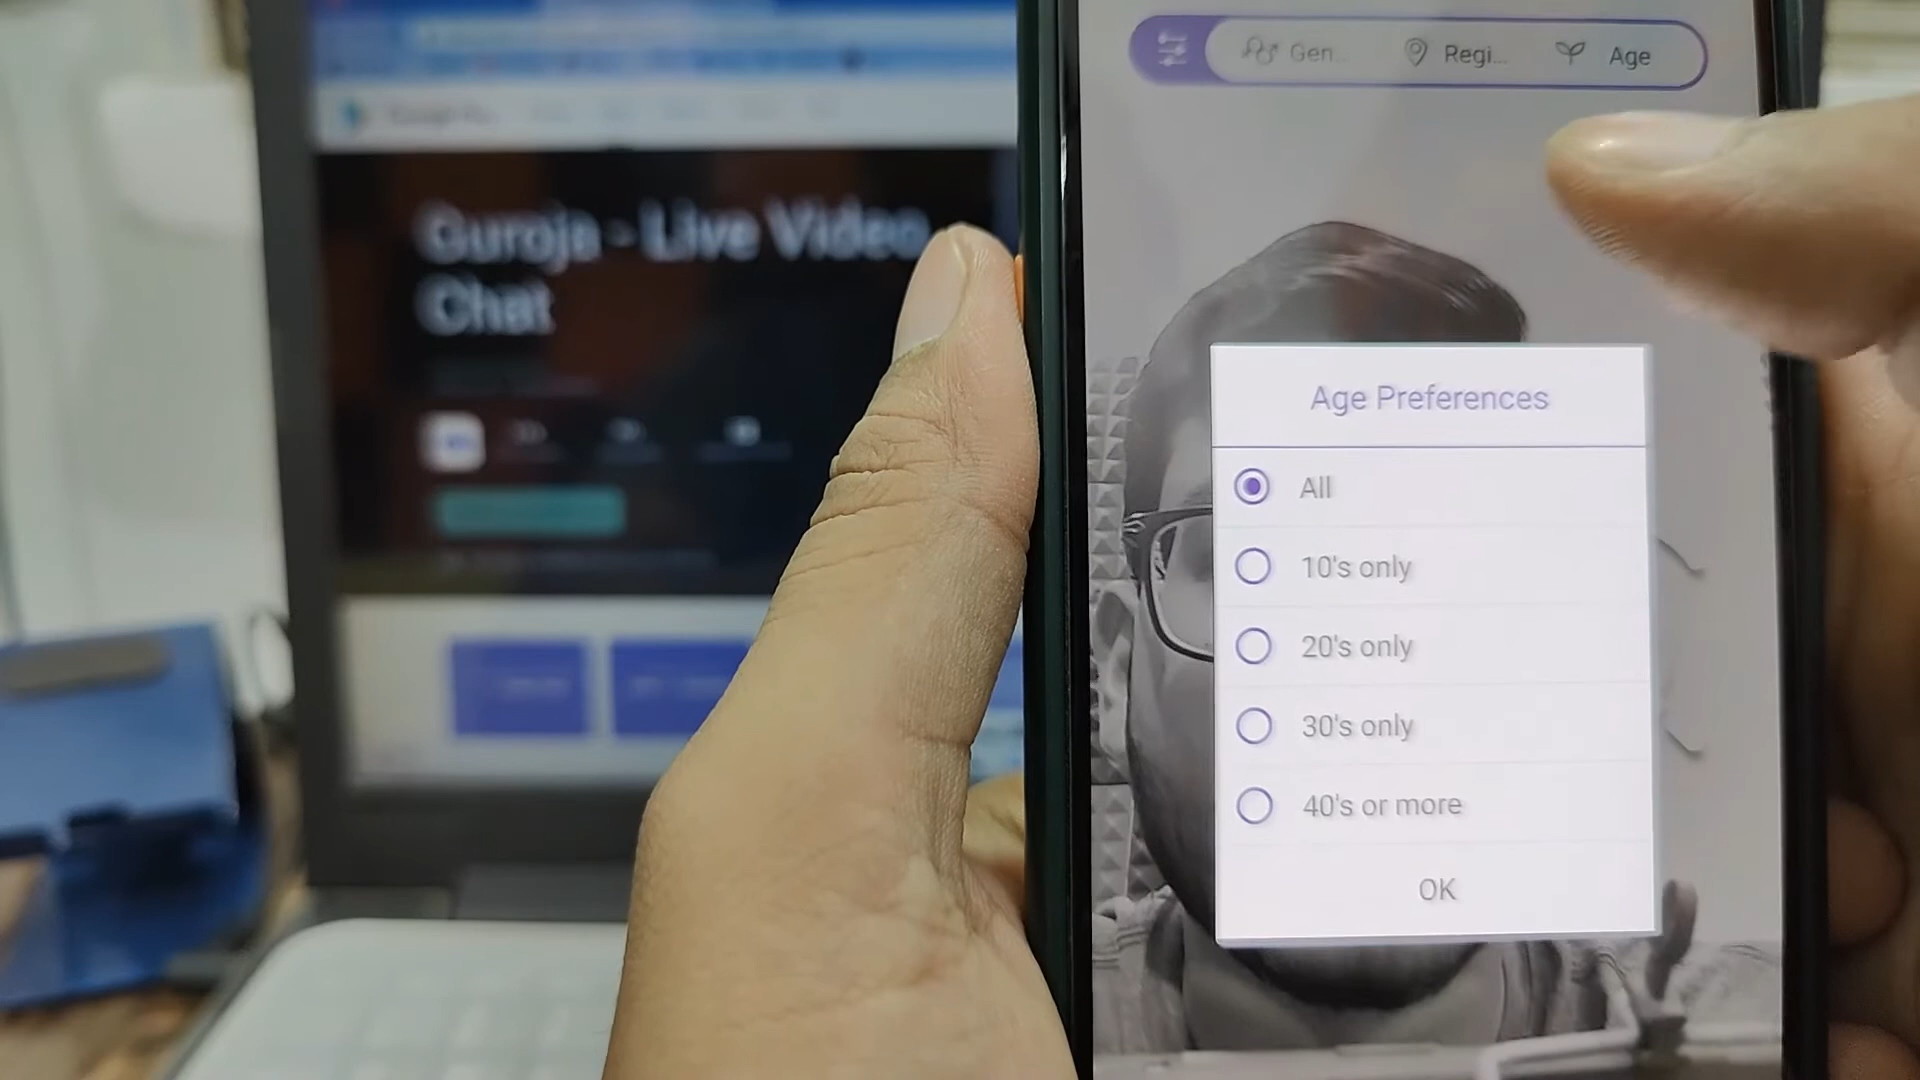 Guroja - Live Video
Chat
Gen..
Regi...
Age
Age Preferences
All
10's only
20's only
30's only
40's or more
OK